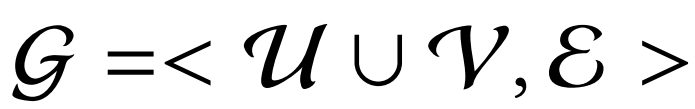 𝒢 =< 𝒰 ∪ 𝒱, ℰ >